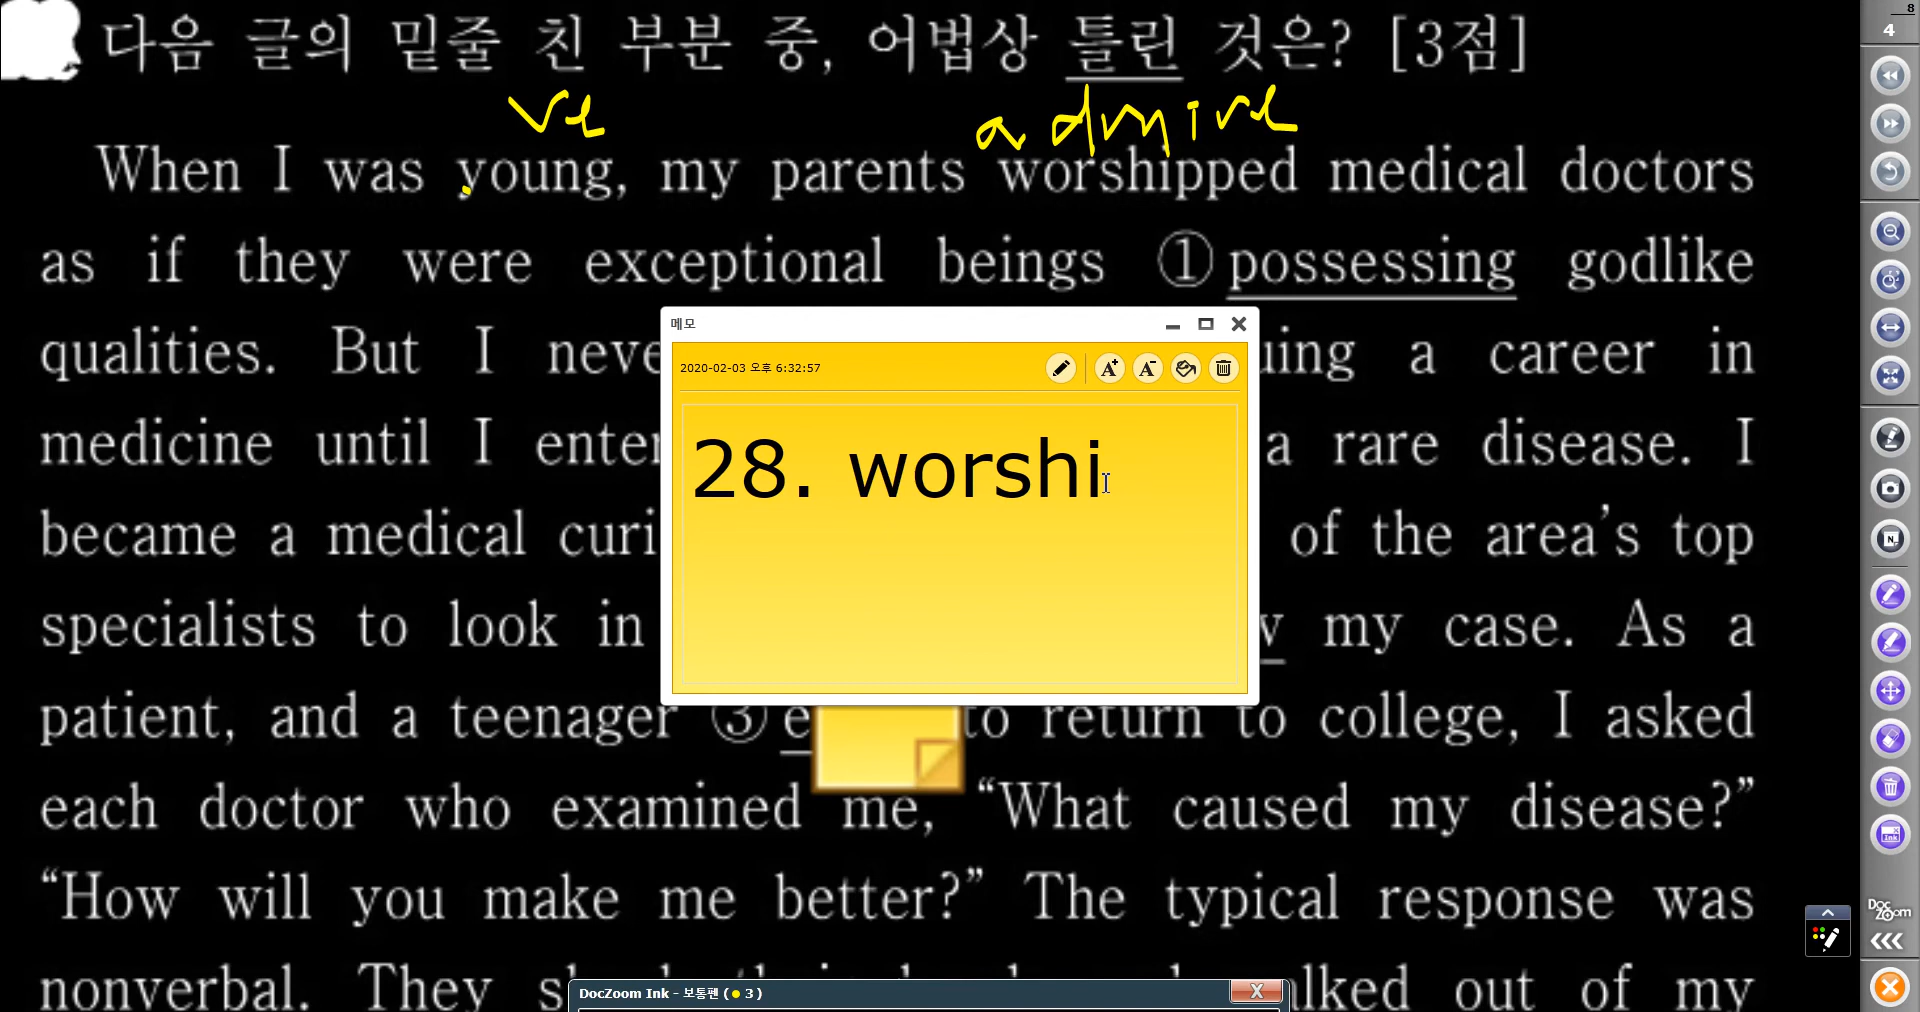 다음 글의 밑줄 친 부분 중, 어법상 틀린 것은? [3점]
ve admire
When I was young, my parents worshipped medical doctors
as if they were exceptional beings ① possessing godlike
qualities. But I neve uing a career in
medicine until I enter a rare disease. I
became a medical curi of the area's top
specialists to look in my case. As a
patient, and a teenager ③ e to return to college, I asked
each doctor who examined me, “What caused my disease?”
“How will you make me better?” The typical response was
nonverbal. They alked out of my
메모
2020-02-03 오후 6:32:57
28. worshi
DocZoom Ink - 보통펜 ( 3 )
8
4
DocZoom